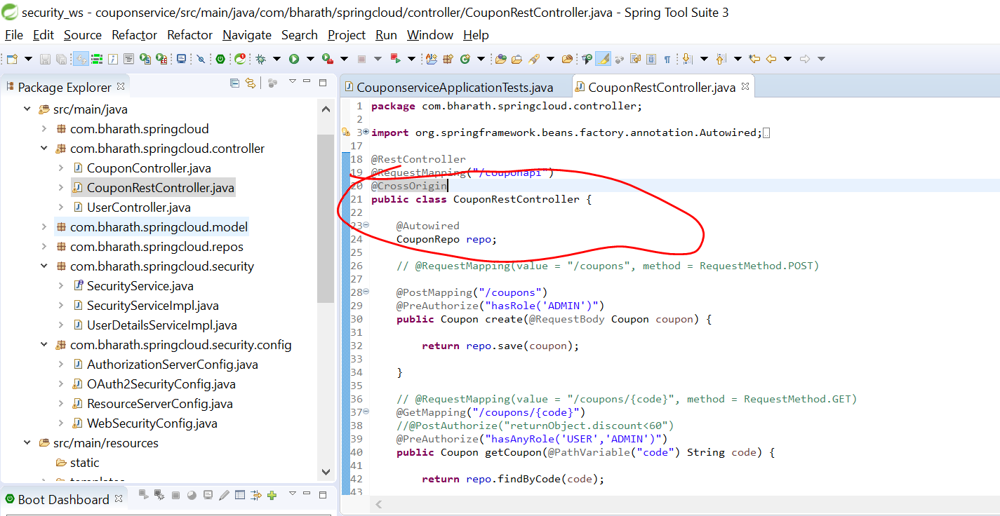 security_ws - couponservice/src/main/java/com/bharath/springcloud/controller/CouponRestController.java - Spring Tool Suite 3
File Edit Source Refactor Refactor Navigate Search Project Run Window Help
Package Explorer
src/main/java
com.bharath.springcloud
com.bharath.springcloud.controller
CouponController.java
CouponRestController.java
UserController.java
com.bharath.springcloud.model
com.bharath.springcloud.repos
com.bharath.springcloud.security
SecurityService.java
SecurityServiceImpl.java
UserDetailsServiceImpl.java
com.bharath.springcloud.security.config
AuthorizationServerConfig.java
OAuth2SecurityConfig.java
ResourceServerConfig.java
WebSecurityConfig.java
src/main/resources
static
Boot Dashboard
CouponserviceApplicationTests.java CouponRestController.java
1 package com.bharath.springcloud.controller;
2
3 import org.springframework.beans.factory.annotation.Autowired;
17
18 @RestController
19 @RequestMapping("/couponapi")
20 @CrossOrigin
21 public class CouponRestController {
22
23 @Autowired
24 CouponRepo repo;
25
26 // @RequestMapping(value = "/coupons", method = RequestMethod.POST)
27
28 @PostMapping("/coupons")
29 @PreAuthorize("hasRole('ADMIN')")
30 public Coupon create(@RequestBody Coupon coupon) {
31
32 return repo.save(coupon);
33
34 }
35
36 // @RequestMapping(value = "/coupons/{code}", method = RequestMethod.GET)
37 @GetMapping("/coupons/{code}")
38 //@PostAuthorize("returnObject.discount<60")
39 @PreAuthorize("hasAnyRole('USER','ADMIN')")
40 public Coupon getCoupon(@PathVariable("code") String code) {
41
42 return repo.findByCode(code);
43